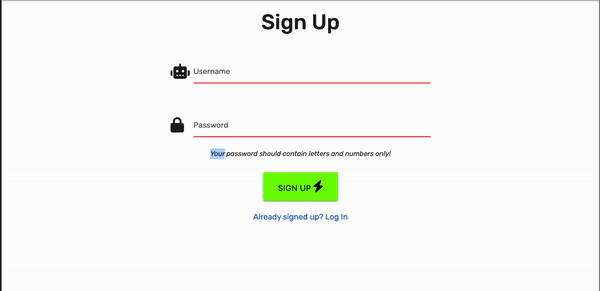 Sign Up
Username
Password
Your password should contain letters and numbers only!
SIGN UP
Already signed up? Log In